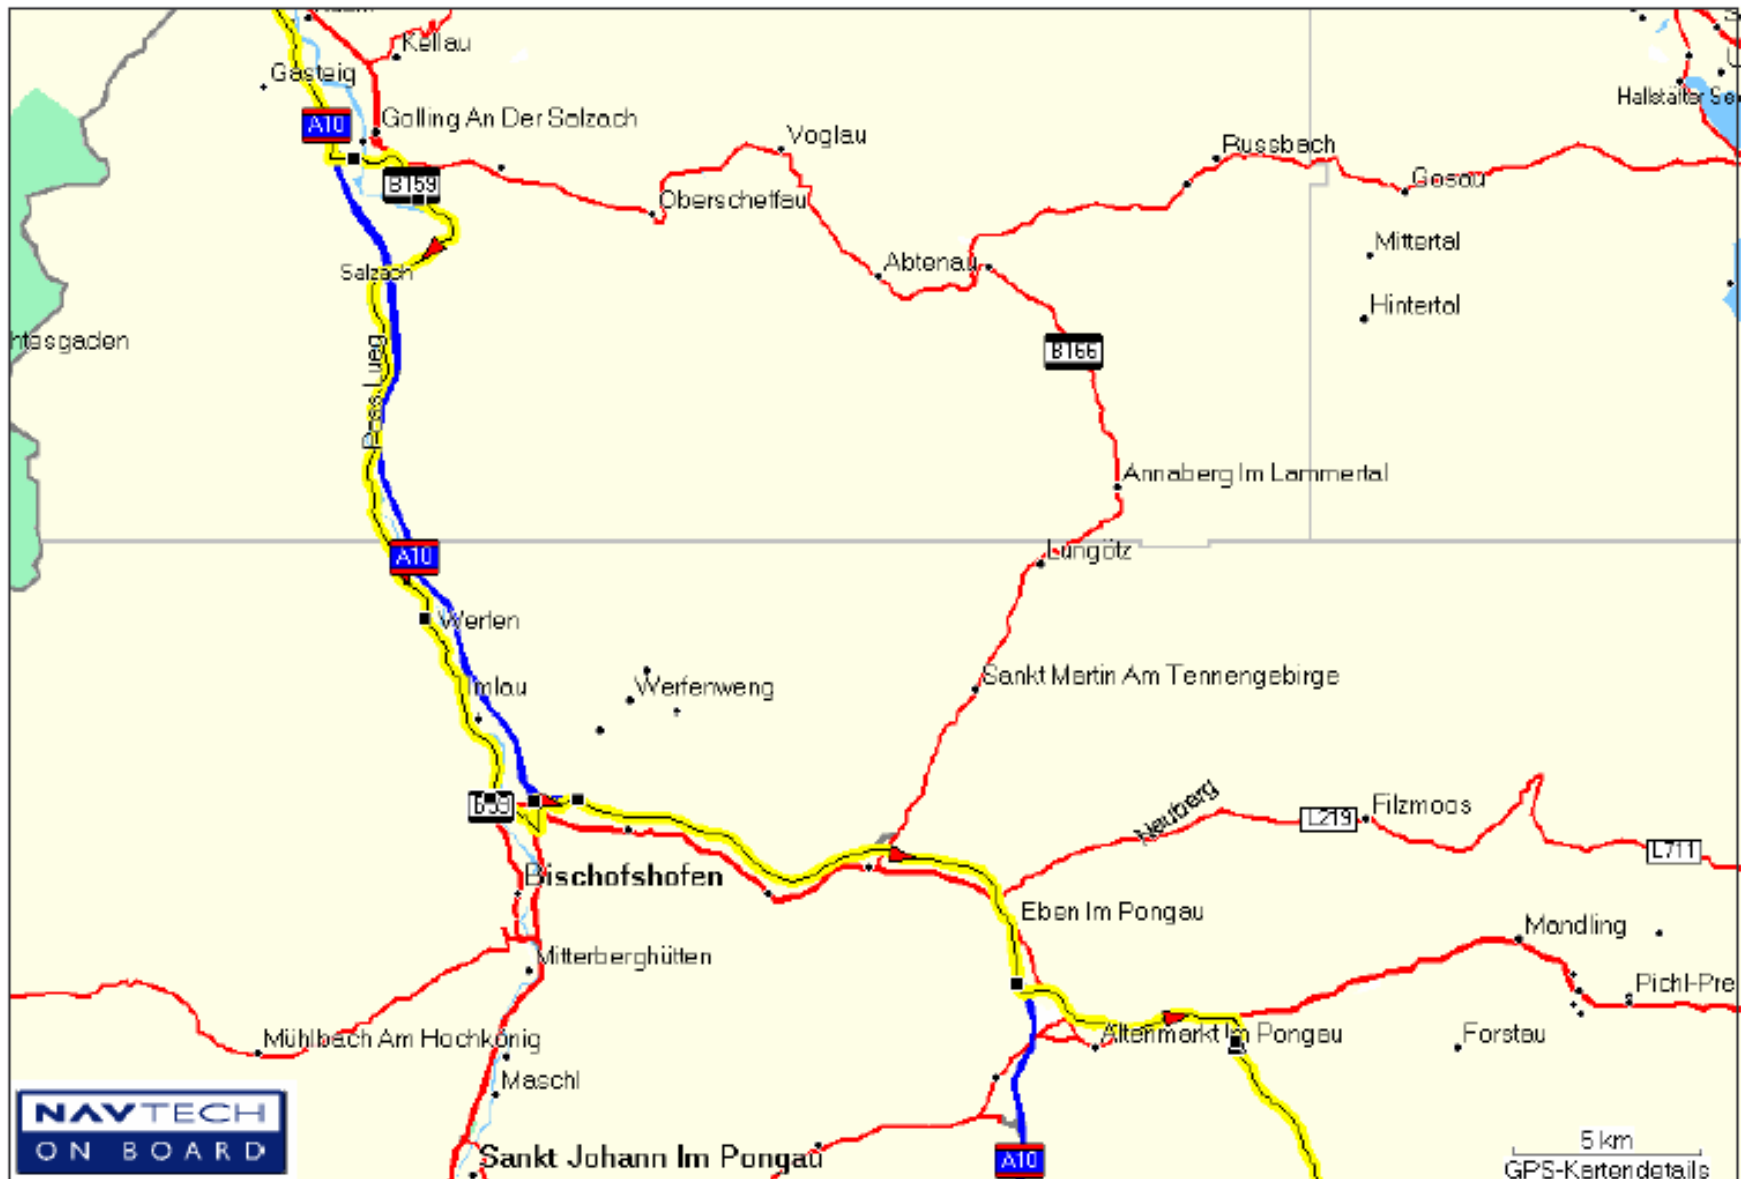 Kellau
Gasteig
Hallstätter Se
A10
Golling An Der Salzach
Voglau
Russbach
B159
Gosau
Oberscheffau
Mittertal
Abtenau
Salzach
Hintertal
htesgaden
Pass Lueg
B166
Annaberg Im Lammertal
A10
Lungötz
Werfen
Sankt Martin Am Tennengebirge
Imlau
Werfenweng
Neuberg
L219
Filzmoos
L711
Bischofshofen
Eben Im Pongau
Mandling
Mitterberghütten
Pichl-Pre
Mühlbach Am Hochkönig
Altenmarkt Im Pongau
Forstau
Maschl
NAVTECH
ON BOARD
Sankt Johann Im Pongau
A10
5 km
GPS-Kartendetails